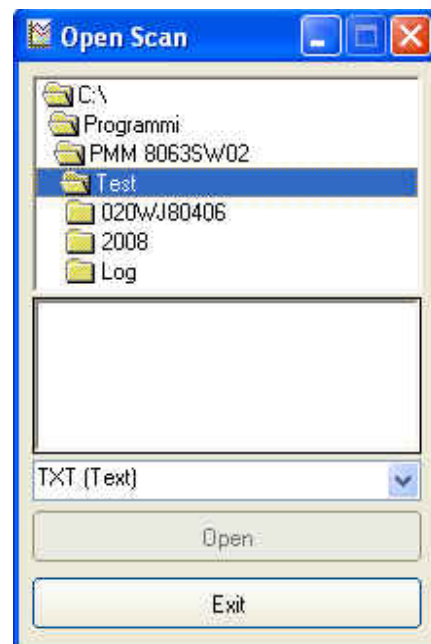 Open Scan
C:\
Programmi
PMM 8063SW02
Test
020WJ80406
2008
Log
TXT (Text)
Open
Exit